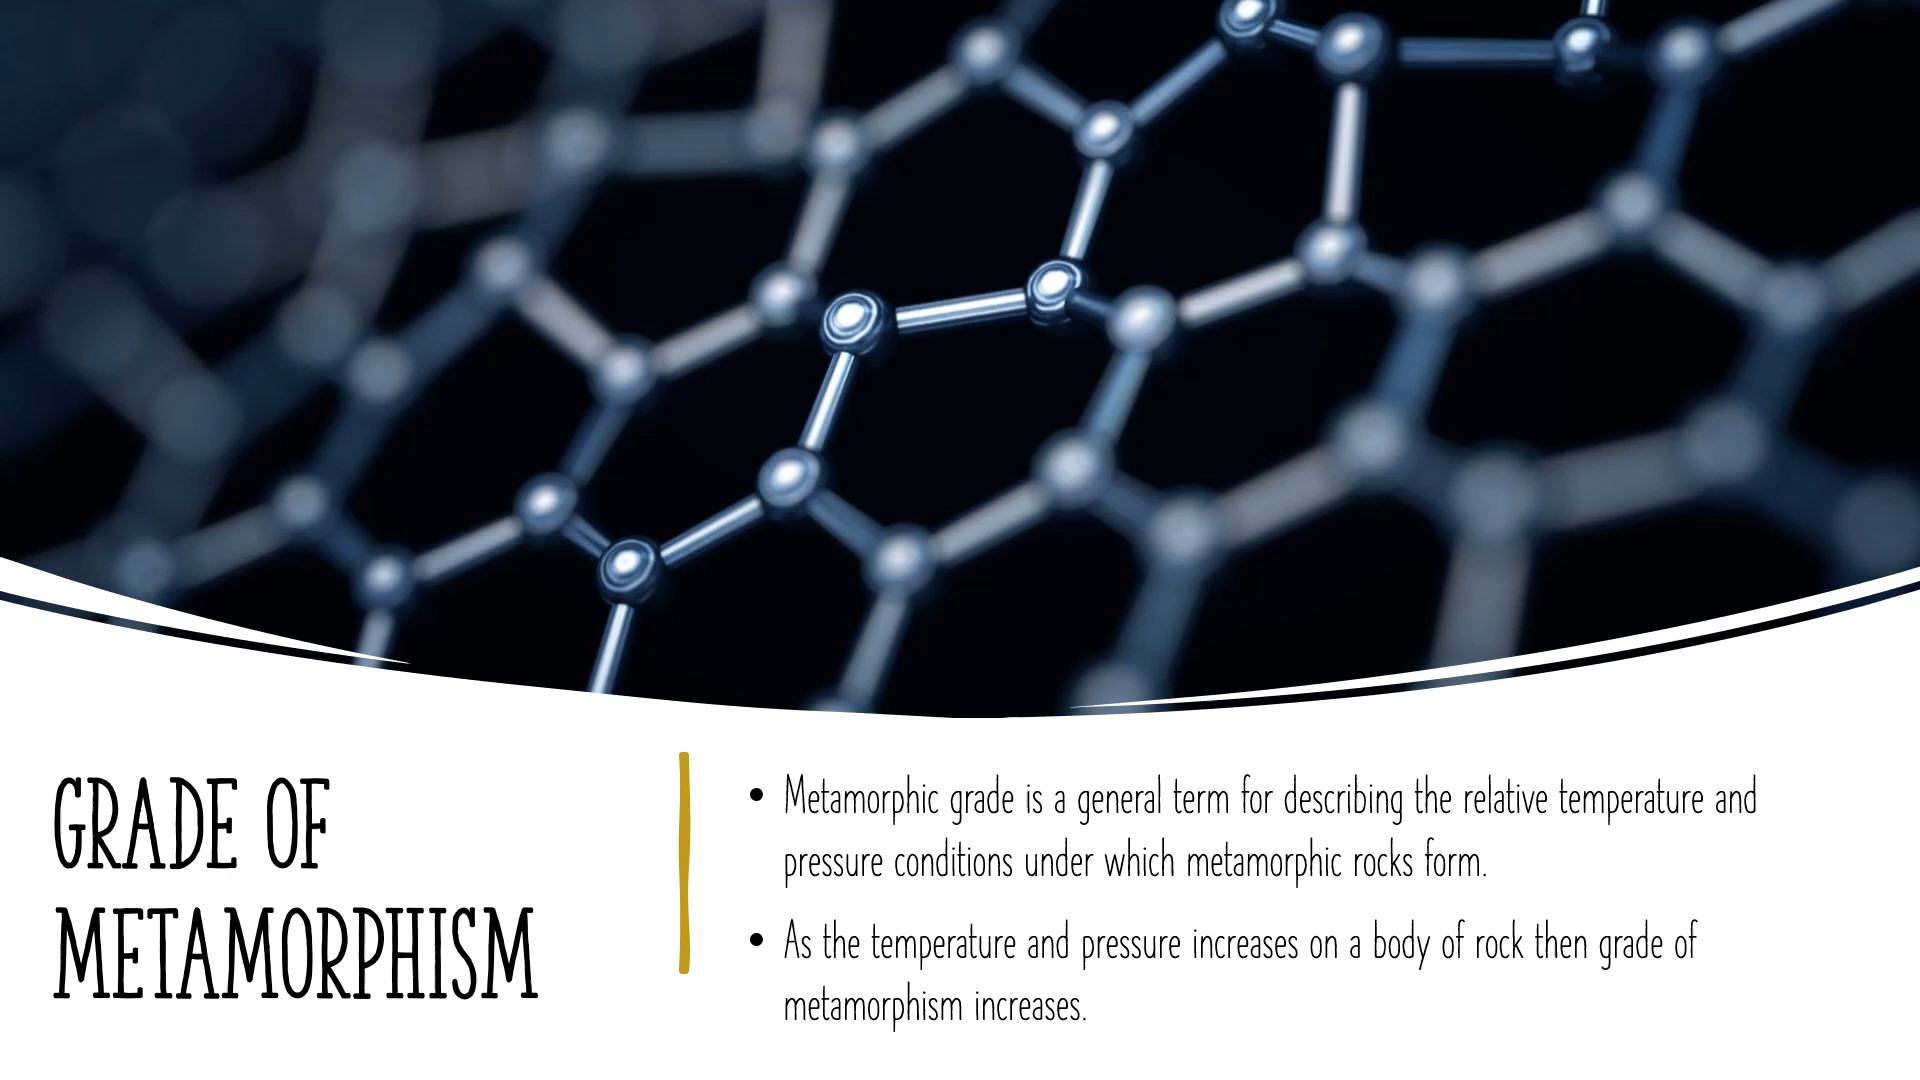 GRADE OF
METAMORPHISM
• Metamorphic grade is a general term for describing the relative temperature and
pressure conditions under which metamorphic rocks form.
• As the temperature and pressure increases on a body of rock then grade of
metamorphism increases.